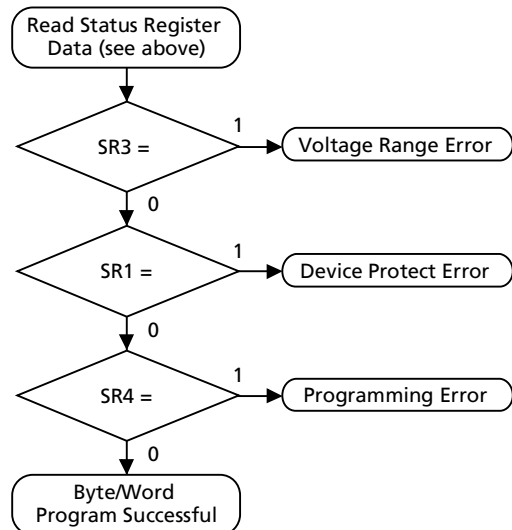 Read Status Register
Data (see above)
SR3 =
1
Voltage Range Error
0
SR1 =
1
Device Protect Error
0
SR4 =
1
Programming Error
0
Byte/Word
Program Successful